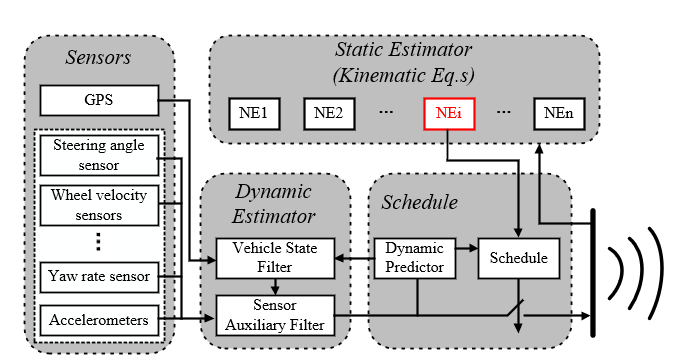 Sensors
GPS
Steering angle
sensor
Wheel velocity
sensors
⋮
Yaw rate sensor
Accelerometers
Static Estimator
(Kinematic Eq.s)
NE1
NE2
...
NEi
...
NEn
Dynamic
Estimator
Vehicle State
Filter
Sensor
Auxiliary Filter
Schedule
Dynamic
Predictor
Schedule